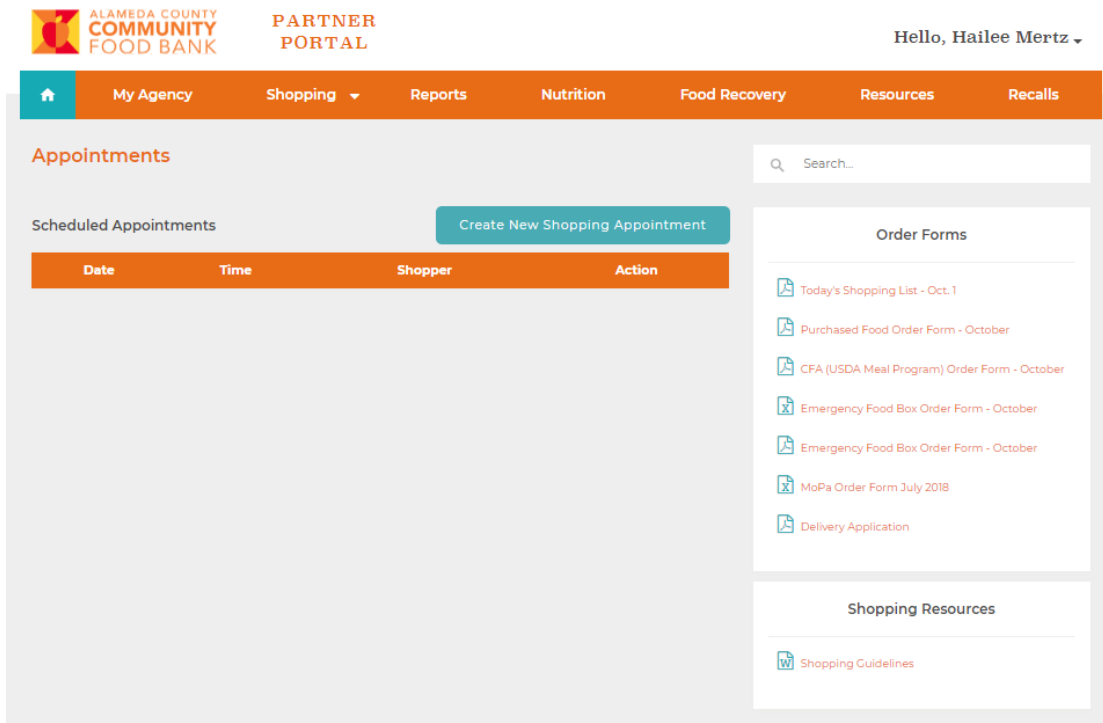 ALAMEDA COUNTY
COMMUNITY
FOOD BANK
PARTNER
PORTAL
Hello, Hailee Mertz
My Agency Shopping Reports Nutrition Food Recovery Resources Recalls
Appointments
Search...
Scheduled Appointments
Create New Shopping Appointment
Date Time Shopper Action
Order Forms
Today's Shopping List - Oct. 1
Purchased Food Order Form - October
CFA (USDA Meal Program) Order Form - October
Emergency Food Box Order Form - October
Emergency Food Box Order Form - October
MoPa Order Form July 2018
Delivery Application
Shopping Resources
Shopping Guidelines